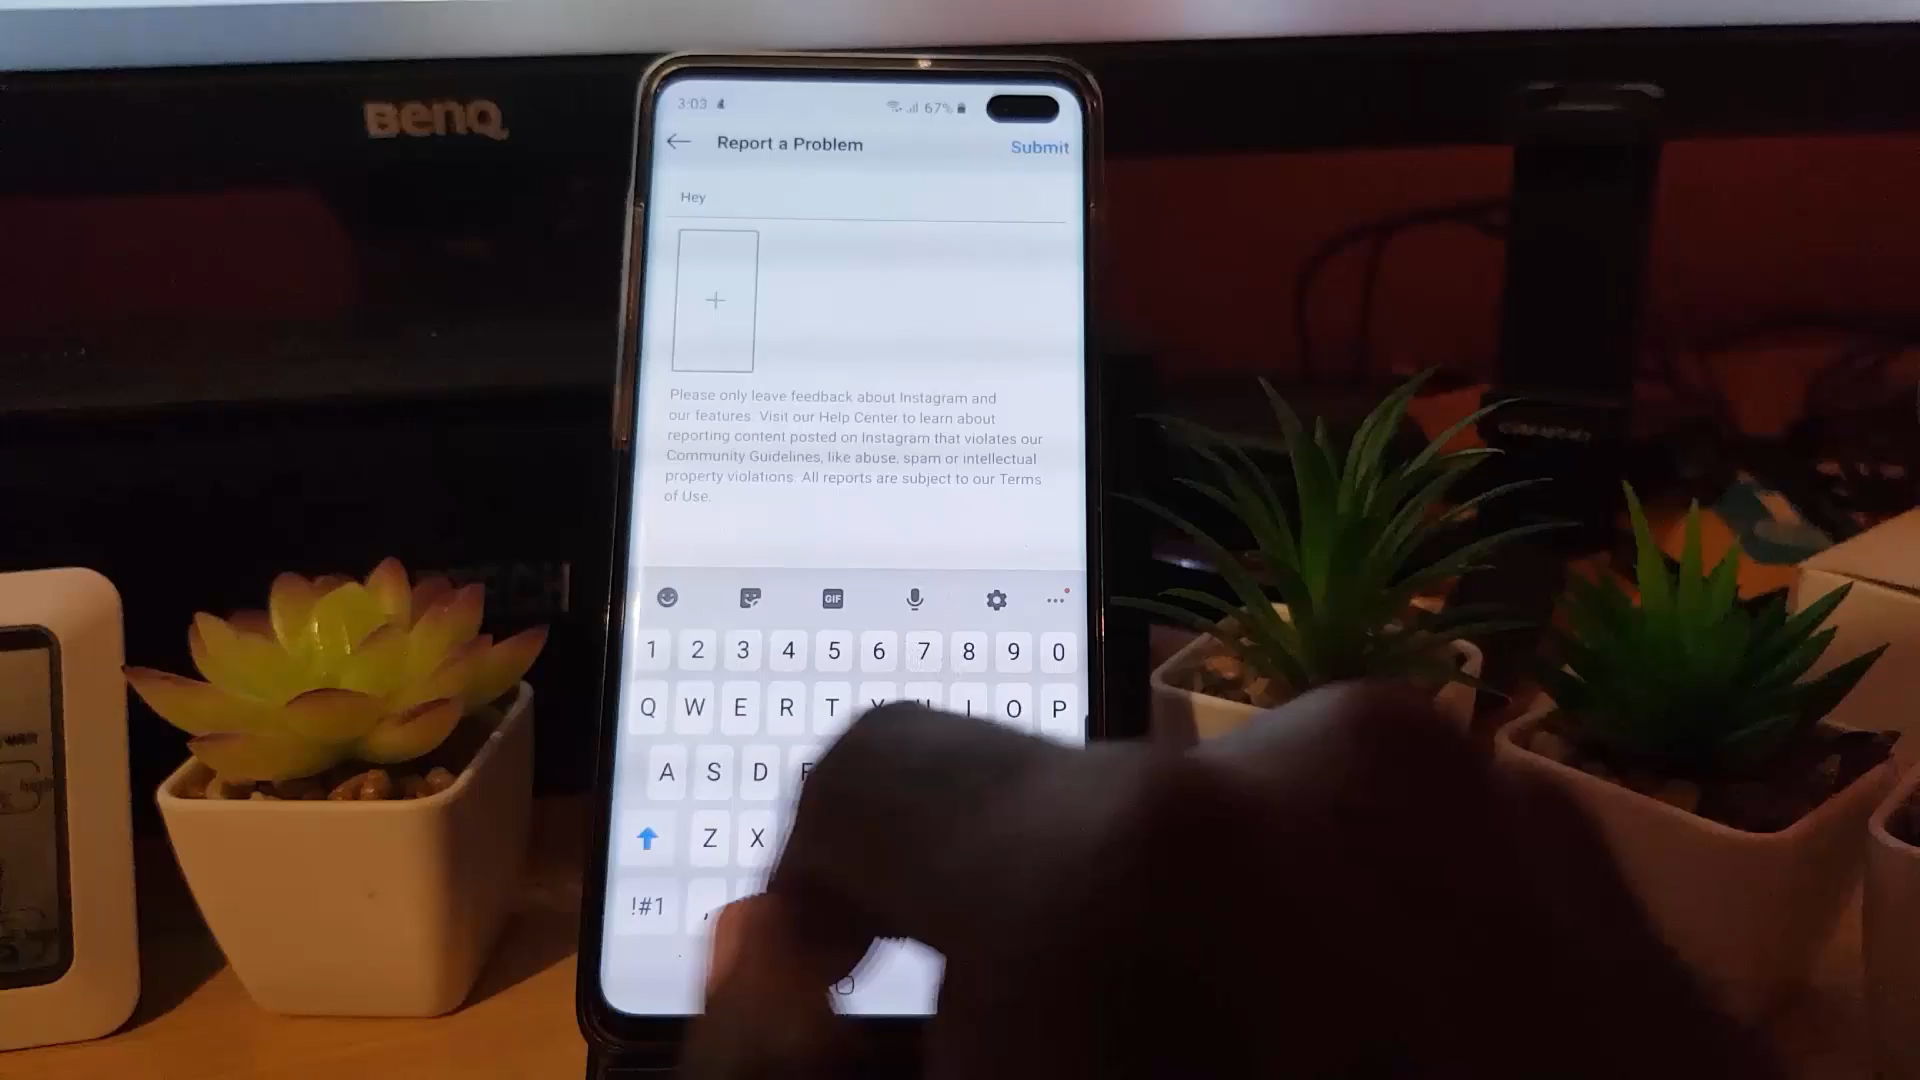 BenQ
3:03
67%
Report a Problem
Submit
Hey
Please only leave feedback about Instagram and
our features. Visit our Help Center to learn about
reporting content posted on Instagram that violates our
Community Guidelines, like abuse, spam or intellectual
property violations. All reports are subject to our Terms
of Use.
GIF
1 2 3 4 5 6 7 8 9 0
Q W E R T Y U I O P
A S D F
Z X
!#1 ,